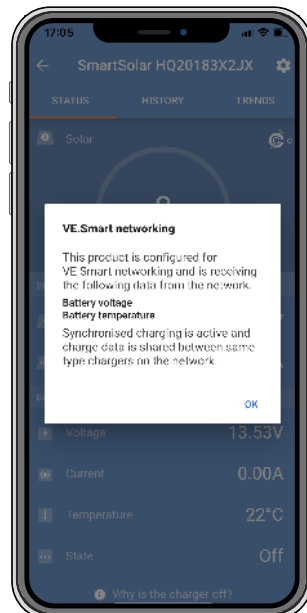 17:05
SmartSolar HQ20183X2JX
STATUS HISTORY TRENDS
Solar
VE.Smart networking
This product is configured for
VE Smart networking and is receiving
the following data from the network.
Battery voltage
Battery temperature
Synchronised charging is active and
charge data is shared between same
type chargers on the network
OK
Voltage 13.53V
Current 0.00A
Temperature 22°C
State Off
Why is the charger off?